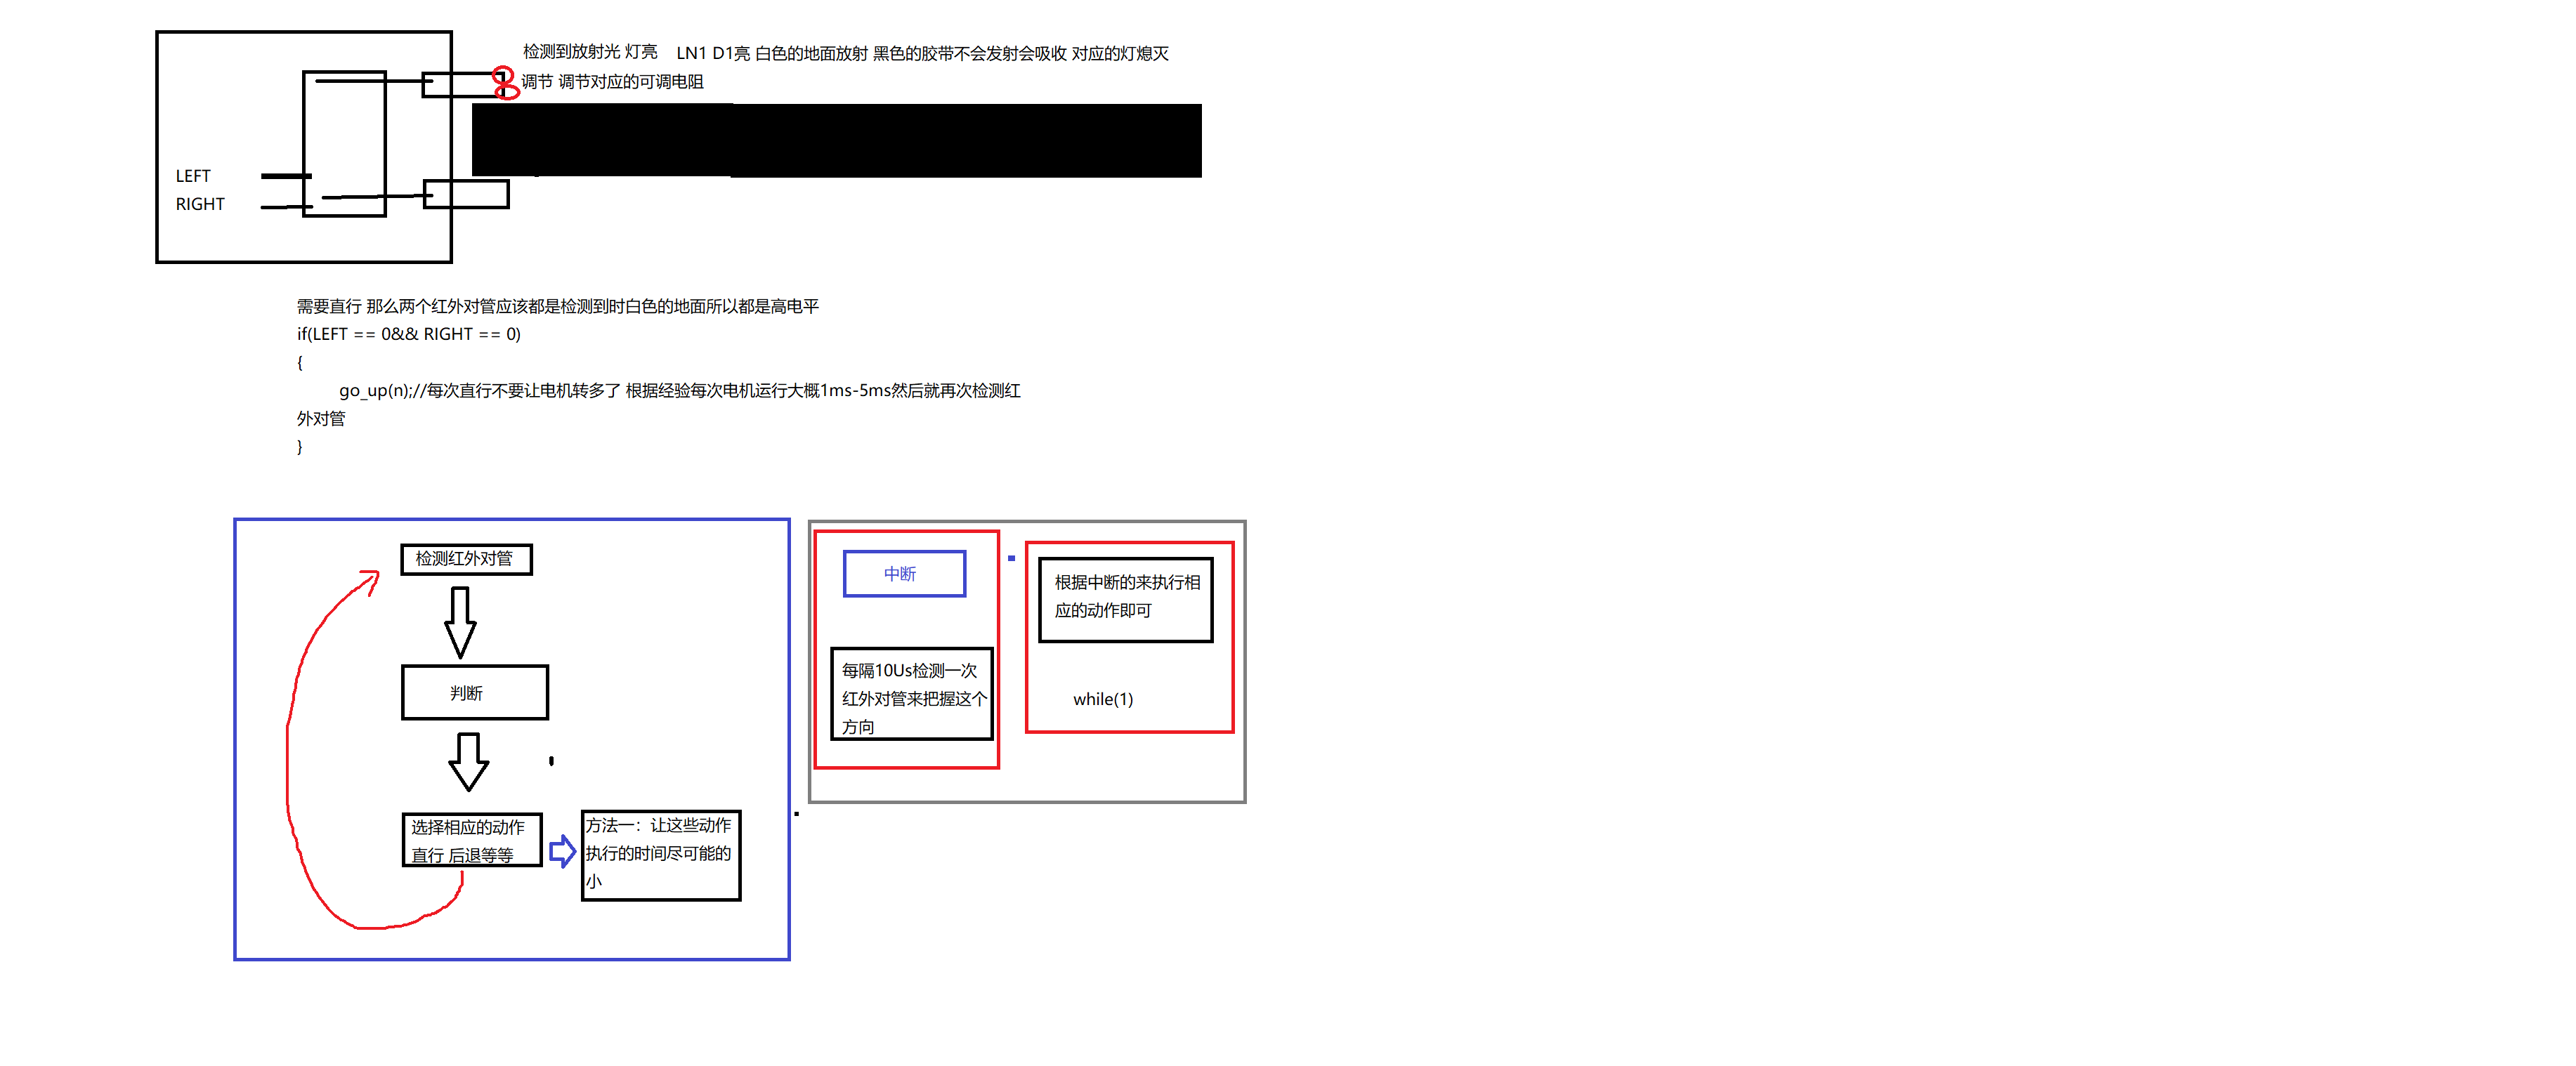 检测到放射光 灯亮 LN1 D1亮 白色的地面放射 黑色的胶带不会发射会吸收 对应的灯熄灭
调节 调节对应的可调电阻
LEFT
RIGHT
需要直行 那么两个红外对管应该都是检测到时白色的地面所以都是高电平
if(LEFT == 0&& RIGHT == 0)
{
go_up(n);//每次直行不要让电机转多了 根据经验每次电机运行大概1ms-5ms然后就再次检测红
外对管
}
检测红外对管
判断
选择相应的动作
直行 后退等等
方法一：让这些动作
执行的时间尽可能的
小
中断
每隔10Us检测一次
红外对管来把握这个
方向
根据中断的来执行相
应的动作即可
while(1)